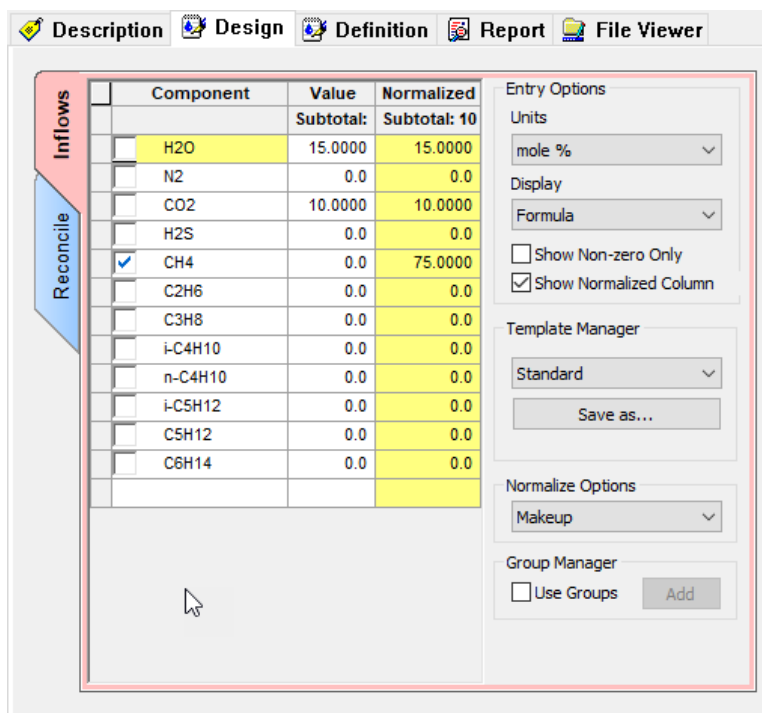 Description Design Definition Report File Viewer
Inflows
Reconcile
Component Value Normalized
Subtotal: Subtotal: 10
H2O 15.0000 15.0000
N2 0.0 0.0
CO2 10.0000 10.0000
H2S 0.0 0.0
CH4 0.0 75.0000
C2H6 0.0 0.0
C3H8 0.0 0.0
i-C4H10 0.0 0.0
n-C4H10 0.0 0.0
i-C5H12 0.0 0.0
C5H12 0.0 0.0
C6H14 0.0 0.0
Entry Options
Units
mole %
Display
Formula
Show Non-zero Only
Show Normalized Column
Template Manager
Standard
Save as...
Normalize Options
Makeup
Group Manager
Use Groups Add